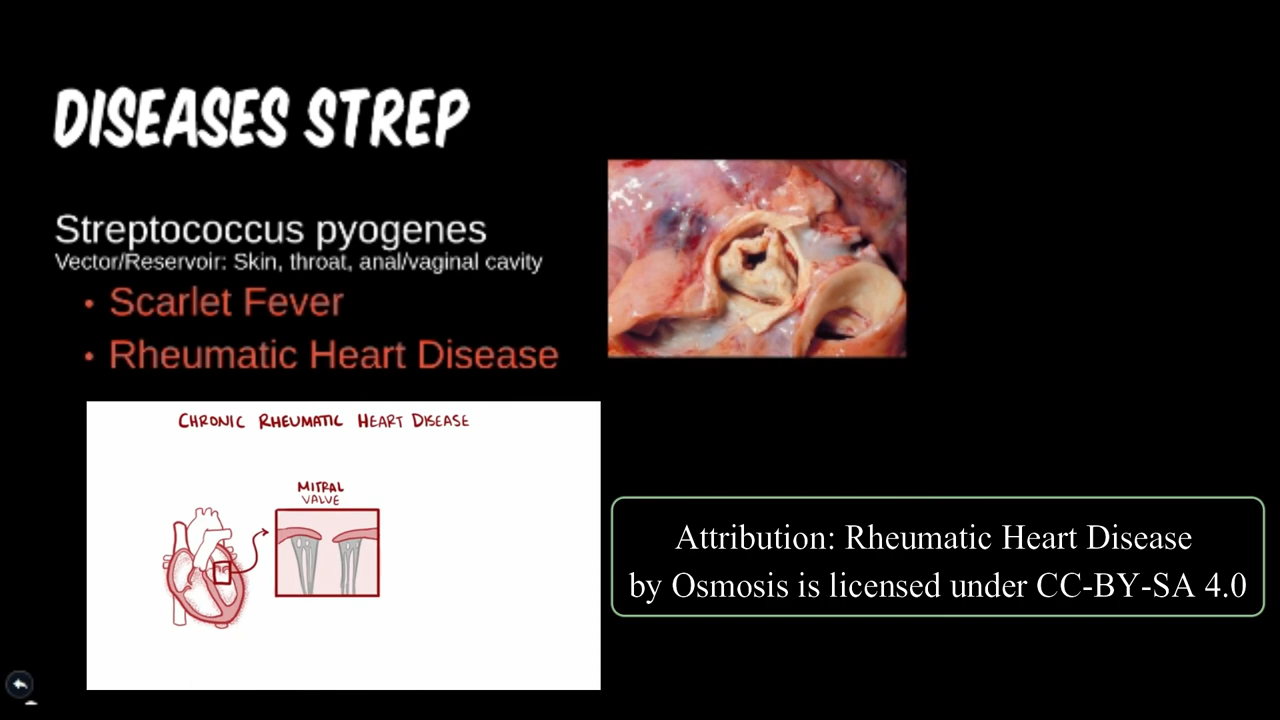 DISEASES STREP
Streptococcus pyogenes
Vector/Reservoir: Skin, throat, anal/vaginal cavity
• Scarlet Fever
• Rheumatic Heart Disease
CHRONIC RHEUMATIC HEART DISEASE
MITRAL
VALVE
Attribution: Rheumatic Heart Disease
by Osmosis is licensed under CC-BY-SA 4.0